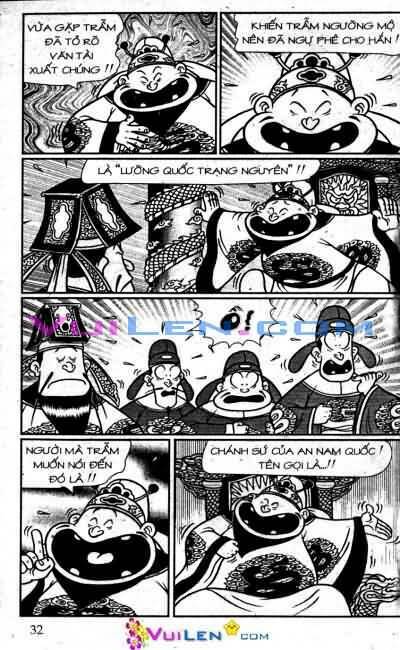 VỪA GẶP TRẪM
ĐÃ TỎ RÕ
VĂN TÀI
XUẤT CHÚNG!!
KHIẾN TRẪM NGƯỠNG MỘ
NÊN ĐÃ NGỰ PHÊ CHO HẮN!
LÀ "LƯỠNG QUỐC TRẠNG NGUYÊN"!!
Ồ!
VUILEN.COM
NGƯỜI MÀ TRẪM
MUỐN NÓI ĐẾN
ĐÓ LÀ!!
CHÁNH SỨ CỦA AN NAM QUỐC!
TÊN GỌI LÀ...!!
32
VUILEN.COM